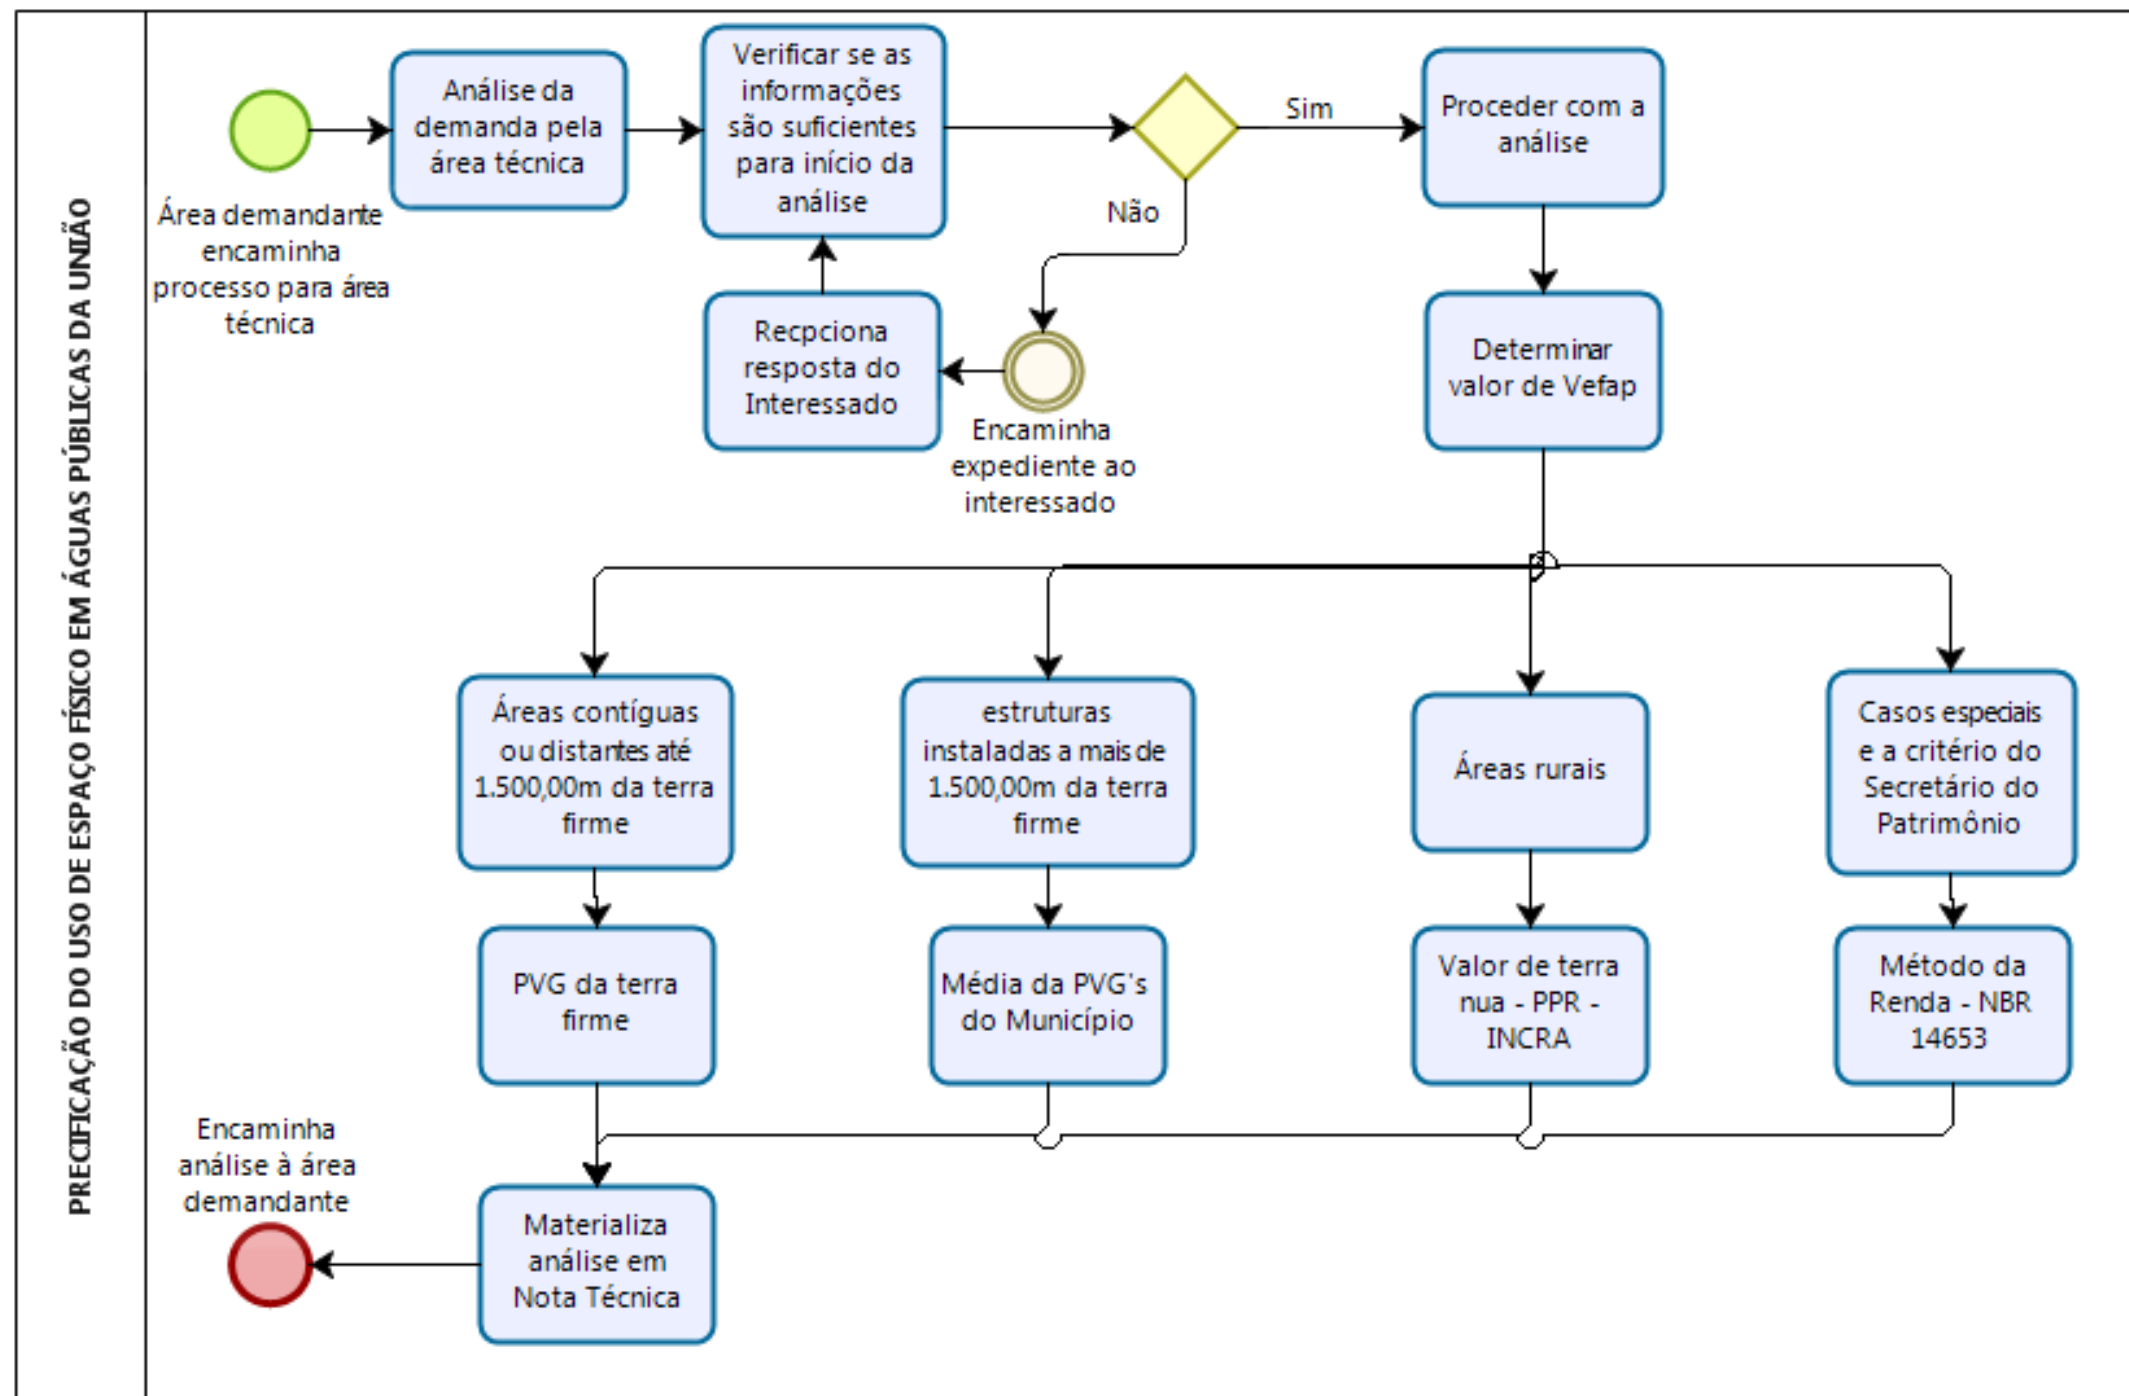 PRECIFICAÇÃO DO USO DE ESPAÇO FÍSICO EM ÁGUAS PÚBLICAS DA UNIÃO
Área demandante
encaminha
processo para área
técnica
Análise da
demanda pela
área técnica
Verificar se as
informações
são suficientes
para início da
análise
Sim
Não
Proceder com a
análise
Recpciona
resposta do
Interessado
Encaminha
expediente ao
interessado
Determinar
valor de Vefap
Áreas contíguas
ou distantes até
1.500,00m da terra
firme
estruturas
instaladas a mais de
1.500,00m da terra
firme
Áreas rurais
Casos especiais
e a critério do
Secretário do
Patrimônio
PVG da terra
firme
Média da PVG's
do Município
Valor de terra
nua - PPR -
INCRA
Método da
Renda - NBR
14653
Encaminha
análise à área
demandante
Materializa
análise em
Nota Técnica